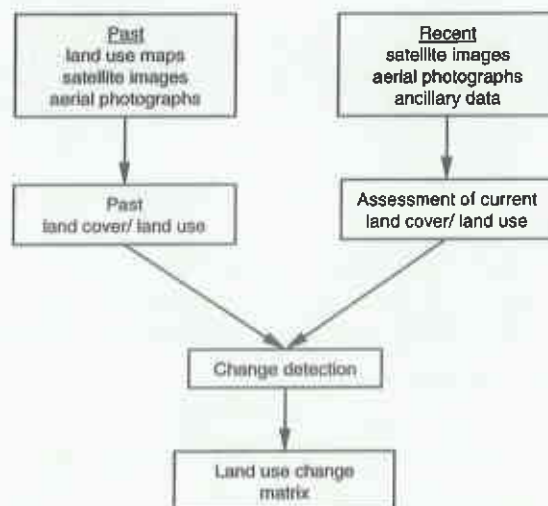 Past
land use maps
satellite images
aerial photographs
Recent
satellite images
aerial photographs
ancillary data
Past
land cover/ land use
Assessment of current
land cover/ land use
Change detection
Land use change
matrix